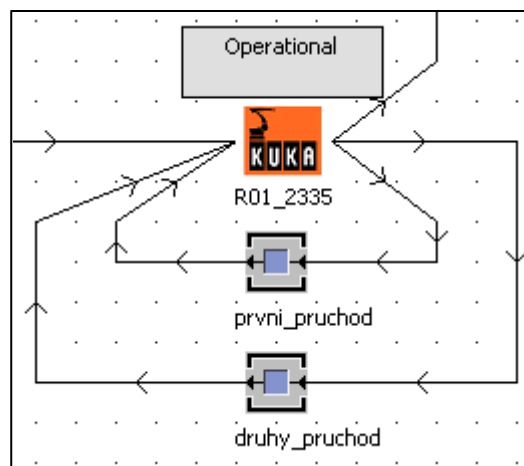 Operational
KUKA
R01_2335
prvni_pruchod
druhy_pruchod